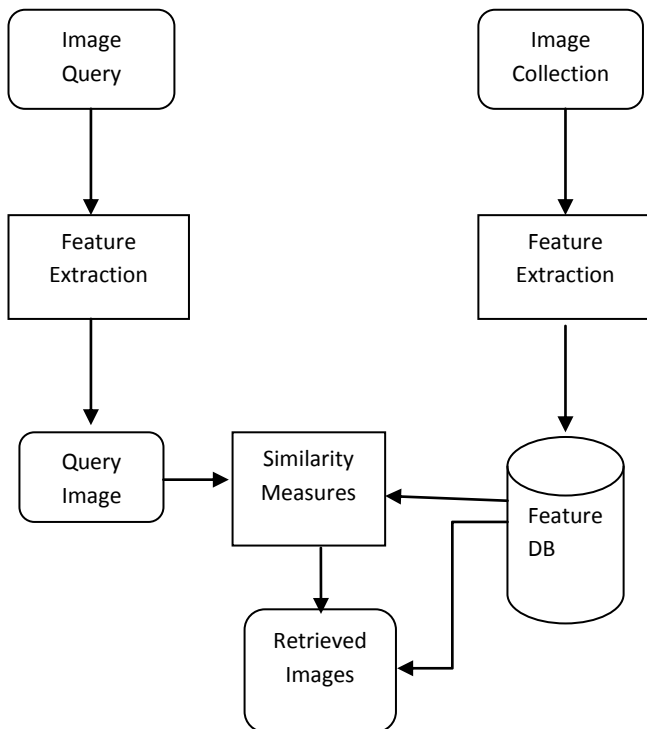 Image
Query
Image
Collection
Feature
Extraction
Feature
Extraction
Query
Image
Similarity
Measures
Feature
DB
Retrieved
Images